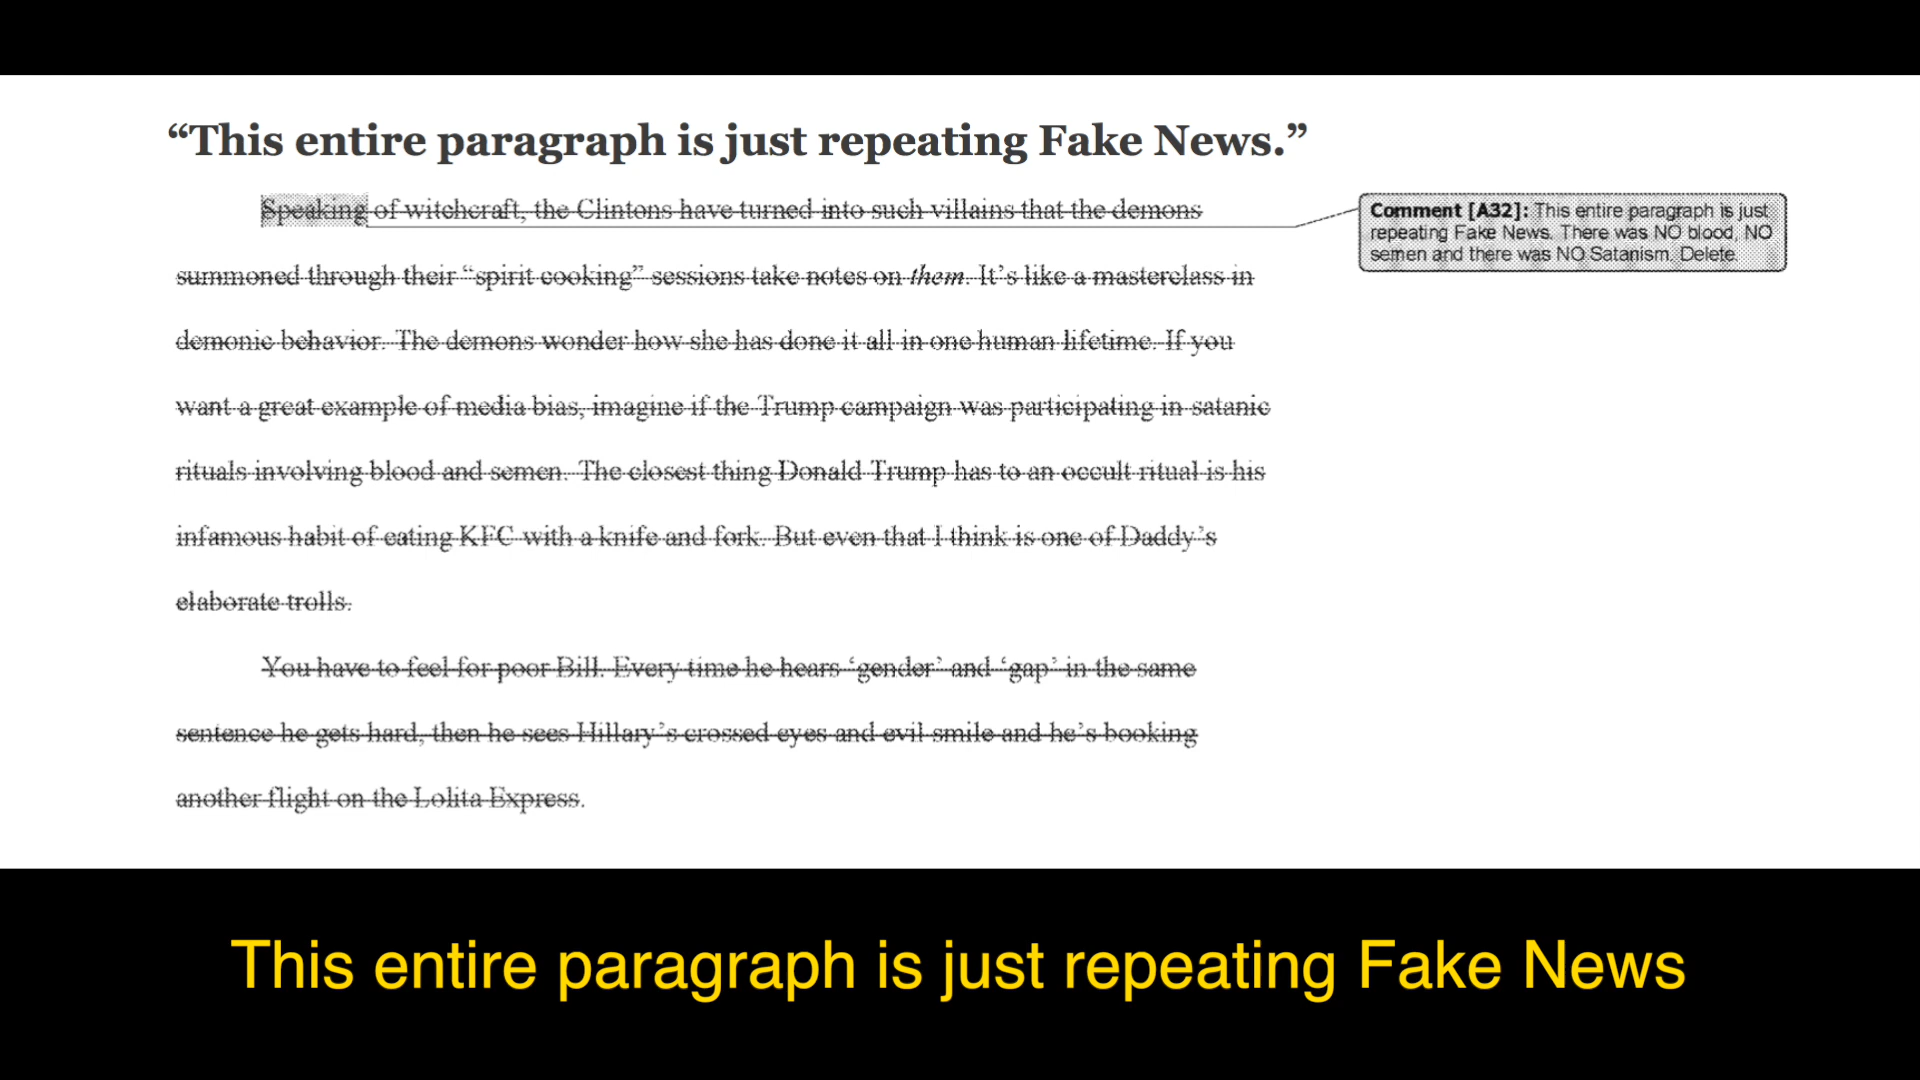 “This entire paragraph is just repeating Fake News.”
Speaking of witchcraft, the Clintons have turned into such villains that the demons
summoned through their “spirit cooking” sessions take notes on them. It’s like a masterclass in
demonic behavior. The demons wonder how she has done it all in one human lifetime. If you
want a great example of media bias, imagine if the Trump campaign was participating in satanic
rituals involving blood and semen. The closest thing Donald Trump has to an occult ritual is his
infamous habit of eating KFC with a knife and fork. But even that I think is one of Daddy’s
elaborate trolls.
You have to feel for poor Bill. Every time he hears ‘gender’ and ‘gap’ in the same
sentence he gets hard, then he sees Hillary’s crossed eyes and evil smile and he’s booking
another flight on the Lolita Express.
Comment [A32]: This entire paragraph is just
repeating Fake News. There was NO blood, NO
semen and there was NO Satanism. Delete.
This entire paragraph is just repeating Fake News